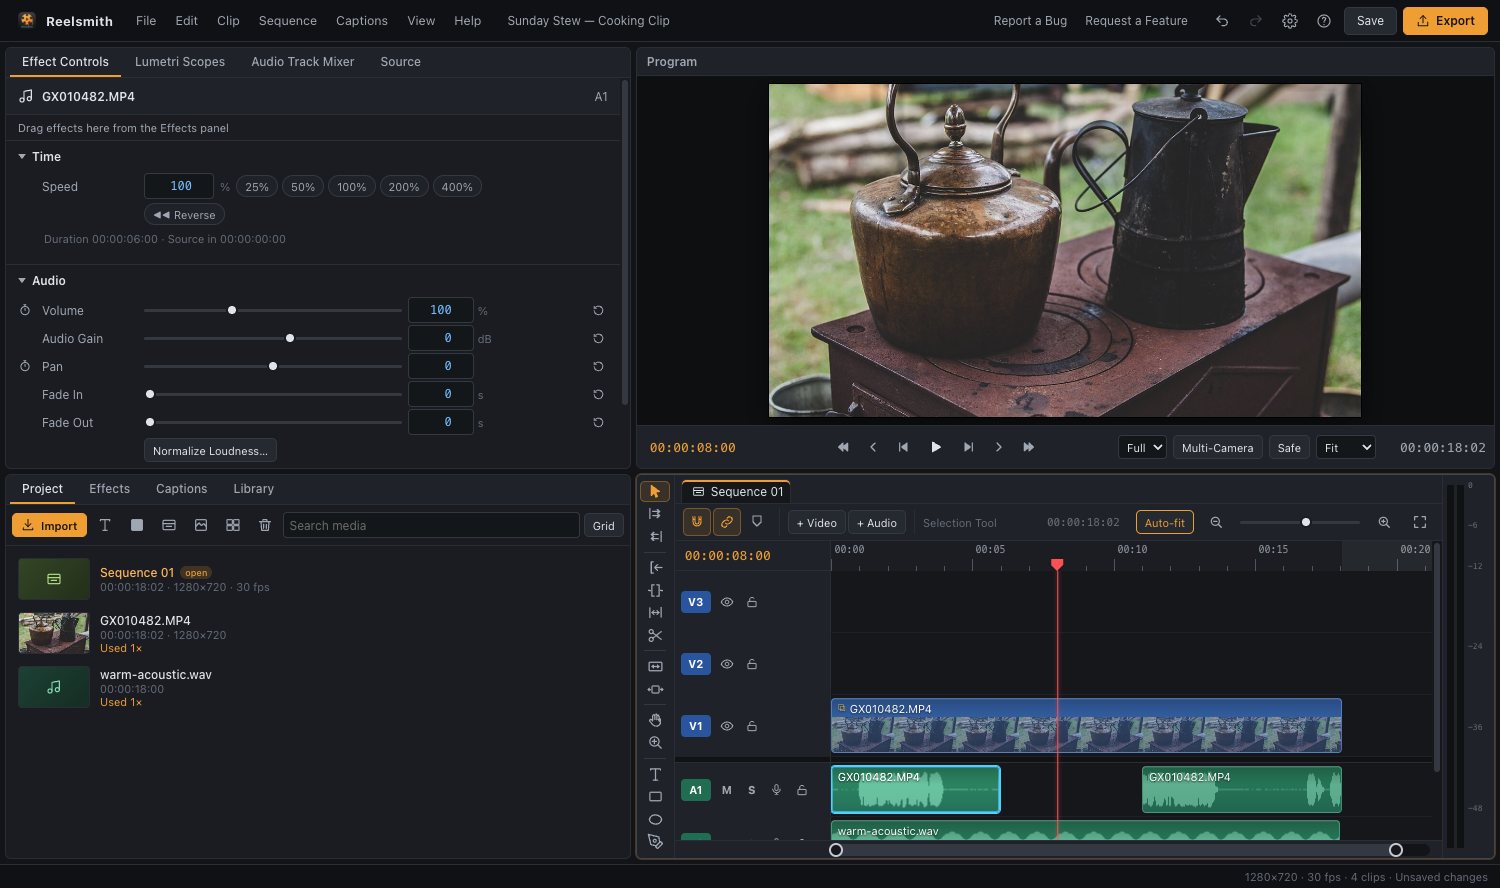 Reelsmith File Edit Clip Sequence Captions View Help Sunday Stew — Cooking Clip Report a Bug Request a Feature Save Export
Effect Controls Lumetri Scopes Audio Track Mixer Source
GX010482.MP4 A1
Drag effects here from the Effects panel
Time
Speed 100 % 25% 50% 100% 200% 400%
◀◀ Reverse
Duration 00:00:06:00 · Source in 00:00:00:00
Audio
Volume 100 %
Audio Gain 0 dB
Pan 0
Fade In 0 s
Fade Out 0 s
Normalize Loudness...
Program
00:00:08:00 Full Multi-Camera Safe Fit 00:00:18:02
Project Effects Captions Library
Import Search media Grid
Sequence 01 open
00:00:18:02 · 1280×720 · 30 fps
GX010482.MP4
00:00:18:02 · 1280×720
Used 1×
warm-acoustic.wav
00:00:18:00
Used 1×
Sequence 01
+ Video + Audio Selection Tool 00:00:18:02 Auto-fit
00:00:08:00 00:00 00:05 00:10 00:15 00:20
V3
V2
V1 GX010482.MP4
A1 M S GX010482.MP4 GX010482.MP4
warm-acoustic.wav
0
-6
-12
-24
-36
-48
1280×720 · 30 fps · 4 clips · Unsaved changes